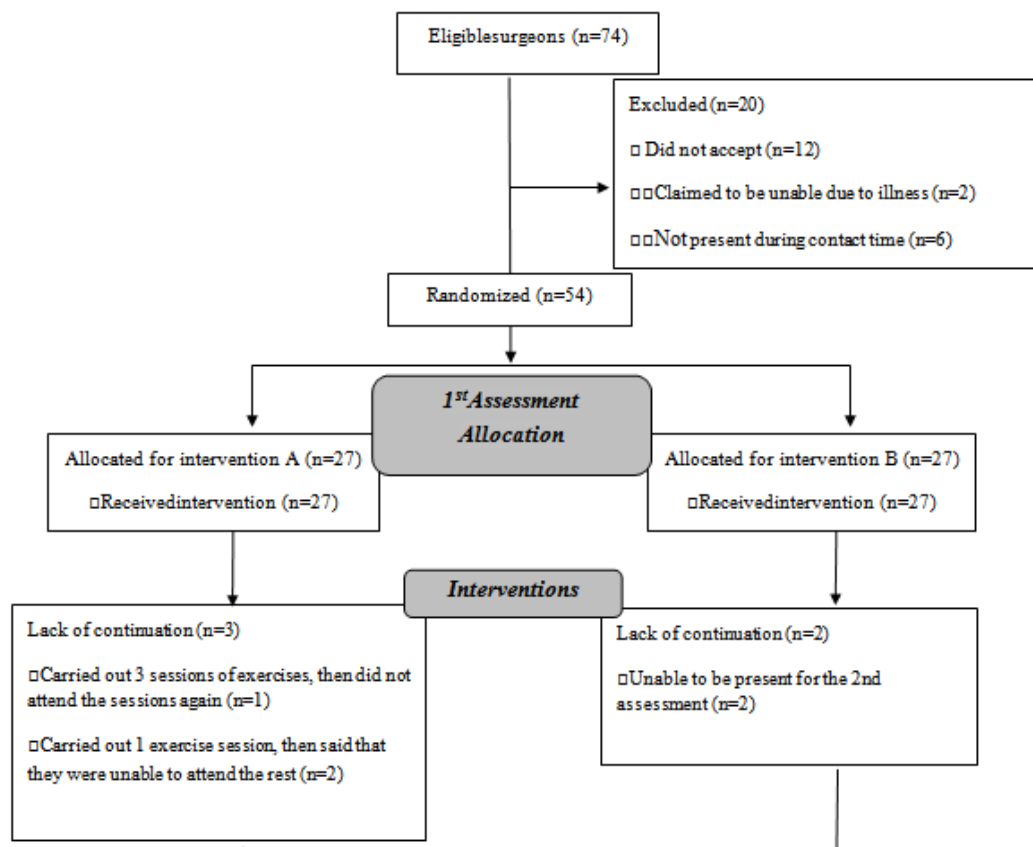 Eligiblesurgeons (n=74)
Excluded (n=20)
□ Did not accept (n=12)
□□Claimed to be unable due to illness (n=2)
□□Not present during contact time (n=6)
Randomized (n=54)
1st Assessment
Allocation
Allocated for intervention A (n=27)
□Receivedintervention (n=27)
Allocated for intervention B (n=27)
□Receivedintervention (n=27)
Interventions
Lack of continuation (n=3)
□Carried out 3 sessions of exercises, then did not
attend the sessions again (n=1)
□Carried out 1 exercise session, then said that
they were unable to attend the rest (n=2)
Lack of continuation (n=2)
□Unable to be present for the 2nd
assessment (n=2)